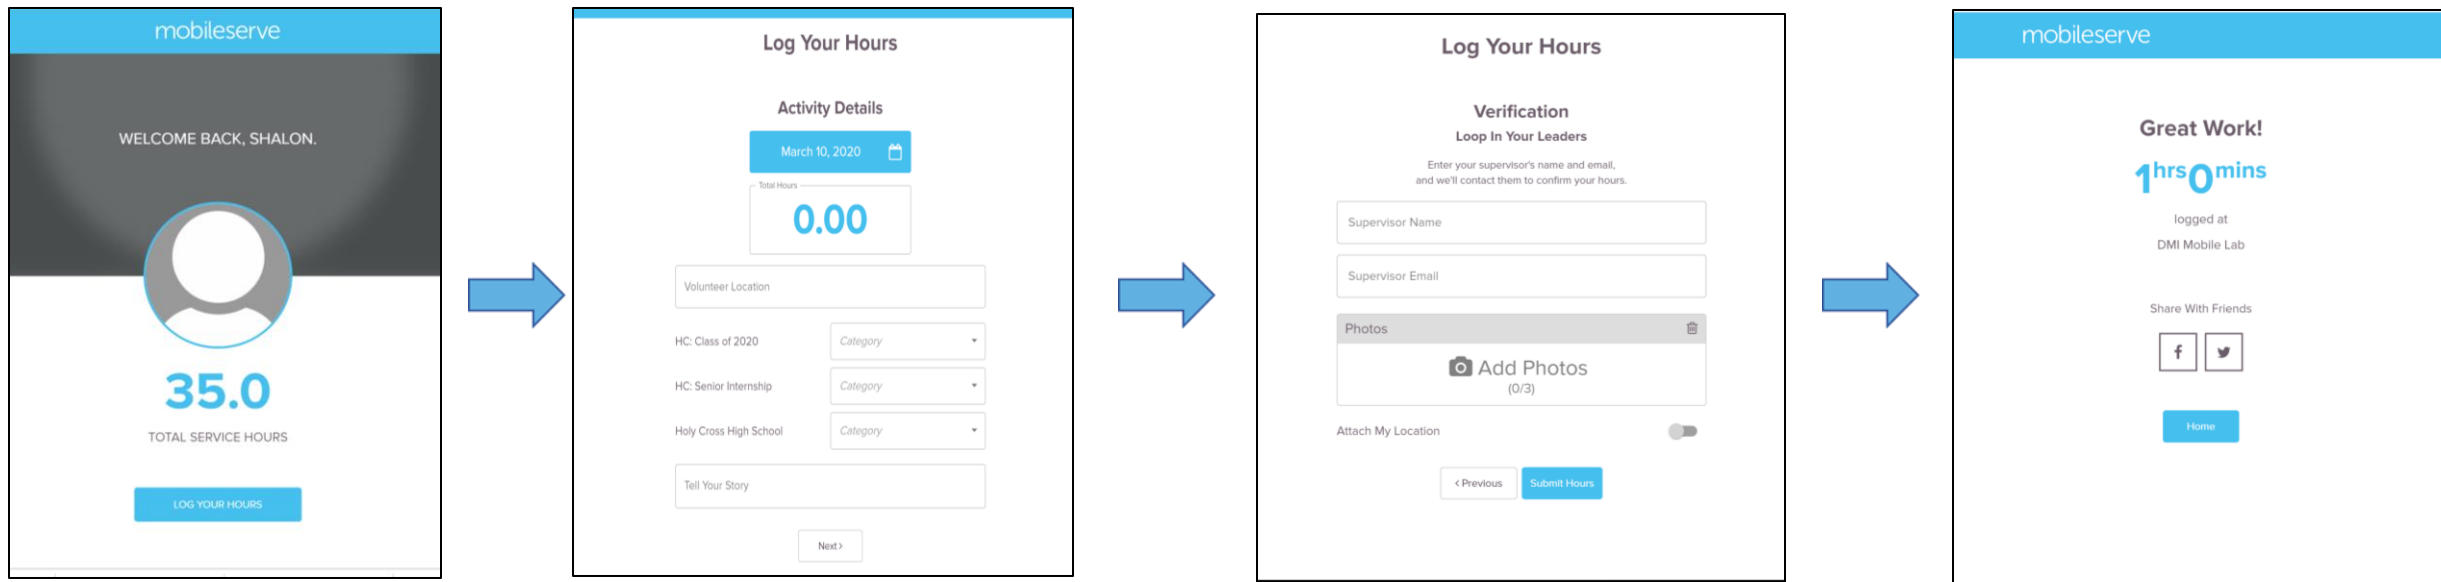 mobileserve
WELCOME BACK, SHALON.
35.0
TOTAL SERVICE HOURS
LOG YOUR HOURS
Log Your Hours
Activity Details
March 10, 2020
Total Hours
0.00
Volunteer Location
HC: Class of 2020 Category
HC: Senior Internship Category
Holy Cross High School Category
Tell Your Story
Next >
Log Your Hours
Verification
Loop In Your Leaders
Enter your supervisor's name and email,
and we'll contact them to confirm your hours.
Supervisor Name
Supervisor Email
Photos
Add Photos
(0/3)
Attach My Location
< Previous Submit Hours
mobileserve
Great Work!
1hrs0mins
logged at
DMI Mobile Lab
Share With Friends
Home